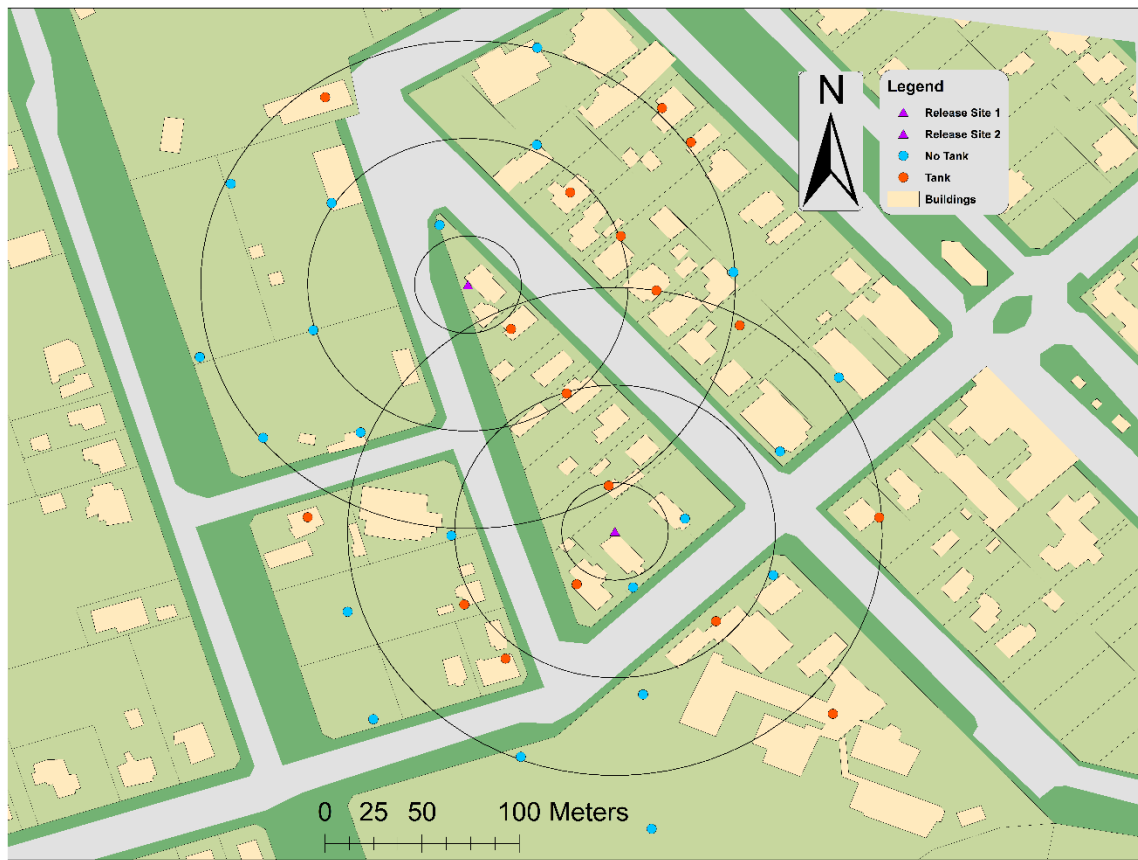 N
Legend
Release Site 1
Release Site 2
No Tank
Tank
Buildings
0 25 50 100 Meters